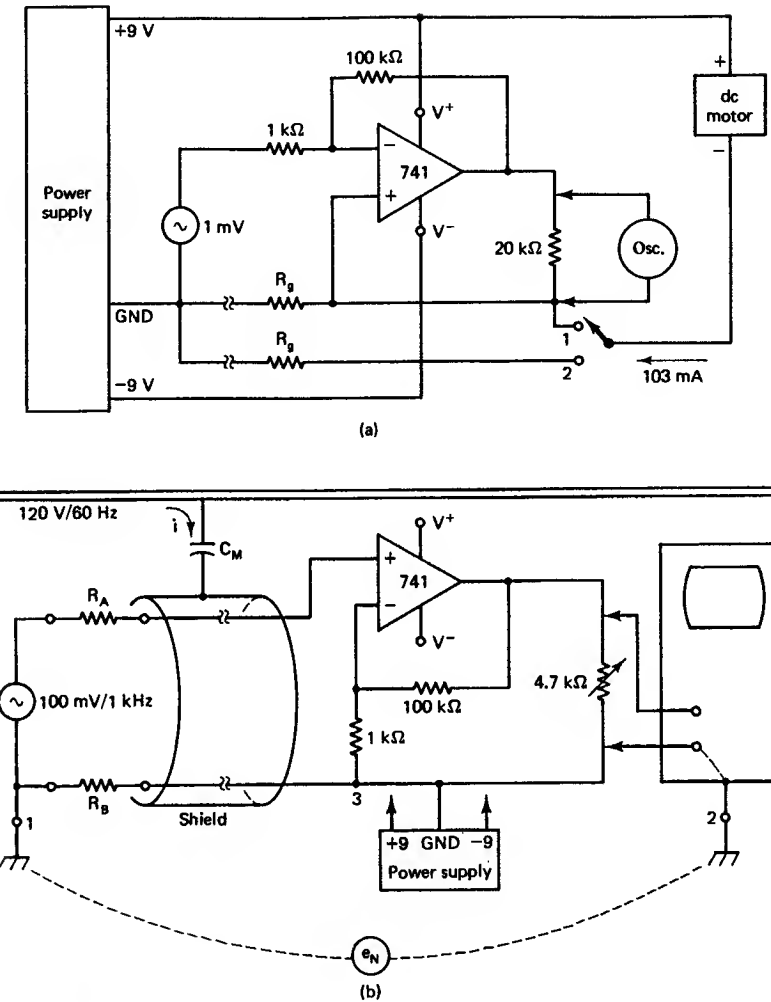 +9 V
100 kΩ
V+
+
dc
motor
−
1 kΩ
−
741
+
Power
supply
1 mV
V−
20 kΩ
Osc.
Rg
GND
1
Rg
2
103 mA
−9 V
(a)
120 V/60 Hz
i
CM
V+
+
741
−
RA
V−
4.7 kΩ
100 mV/1 kHz
100 kΩ
1 kΩ
RB
Shield
3
1
2
+9 GND −9
Power supply
eN
(b)